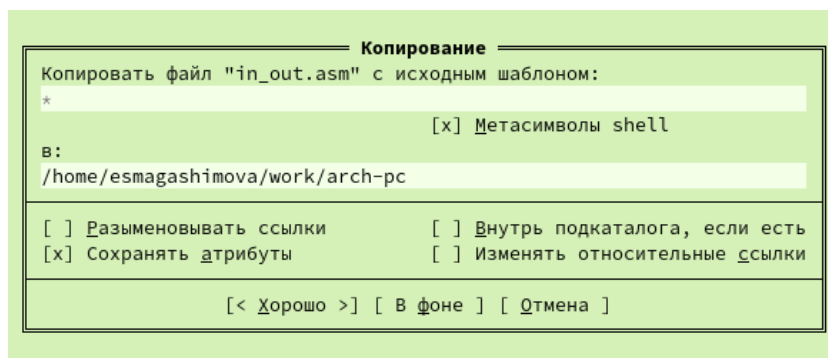 Копирование
Копировать файл "in_out.asm" с исходным шаблоном:
*
[x] Метасимволы shell
в:
/home/esmagashimova/work/arch-pc
[ ] Разыменовывать ссылки [ ] Внутрь подкаталога, если есть
[x] Сохранять атрибуты [ ] Изменять относительные ссылки
[< Хорошо >] [ В фоне ] [ Отмена ]